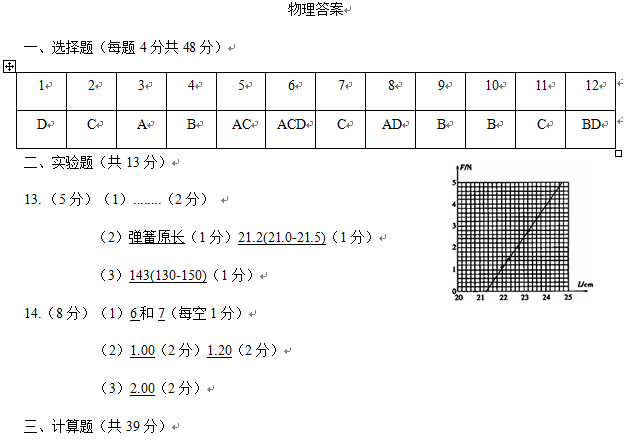 物理答案
一、选择题（每题 4 分共 48 分）
1 2 3 4 5 6 7 8 9 10 11 12
D C A B AC ACD C AD B B C BD
二、实验题（共 13 分）
13.（5 分）（1）........（2 分）
（2）弹簧原长（1 分）21.2(21.0-21.5)（1 分）
（3）143(130-150)（1 分）
F/N
5
4
3
2
1
0
20 21 22 23 24 25
L/cm
14.（8 分）（1）6 和 7（每空 1 分）
（2）1.00（2 分）1.20（2 分）
（3）2.00（2 分）
三、计算题（共 39 分）